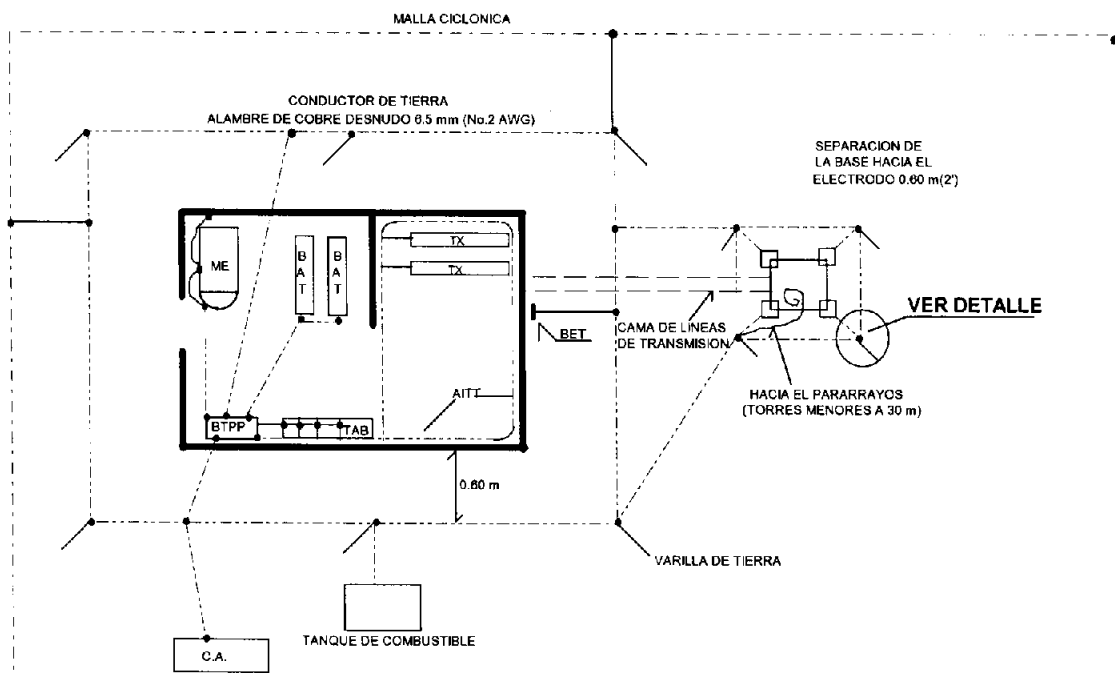 MALLA CICLONICA
CONDUCTOR DE TIERRA
ALAMBRE DE COBRE DESNUDO 6.5 mm (No.2 AWG)
SEPARACION DE
LA BASE HACIA EL
ELECTRODO 0.60 m(2')
ME
BAT
BAT
TX
TX
VER DETALLE
CAMA DE LINEAS
DE TRANSMISION
BET
AITT
HACIA EL PARARRAYOS
(TORRES MENORES A 30 m)
BTPP
TAB
0.60 m
VARILLA DE TIERRA
TANQUE DE COMBUSTIBLE
C.A.